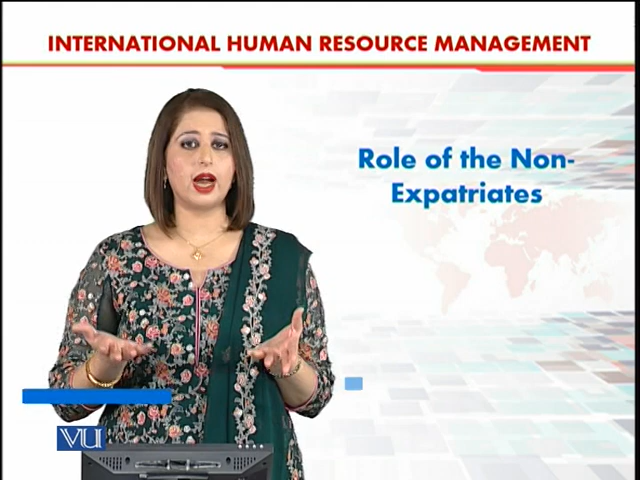 INTERNATIONAL HUMAN RESOURCE MANAGEMENT
Role of the Non-
Expatriates
VU